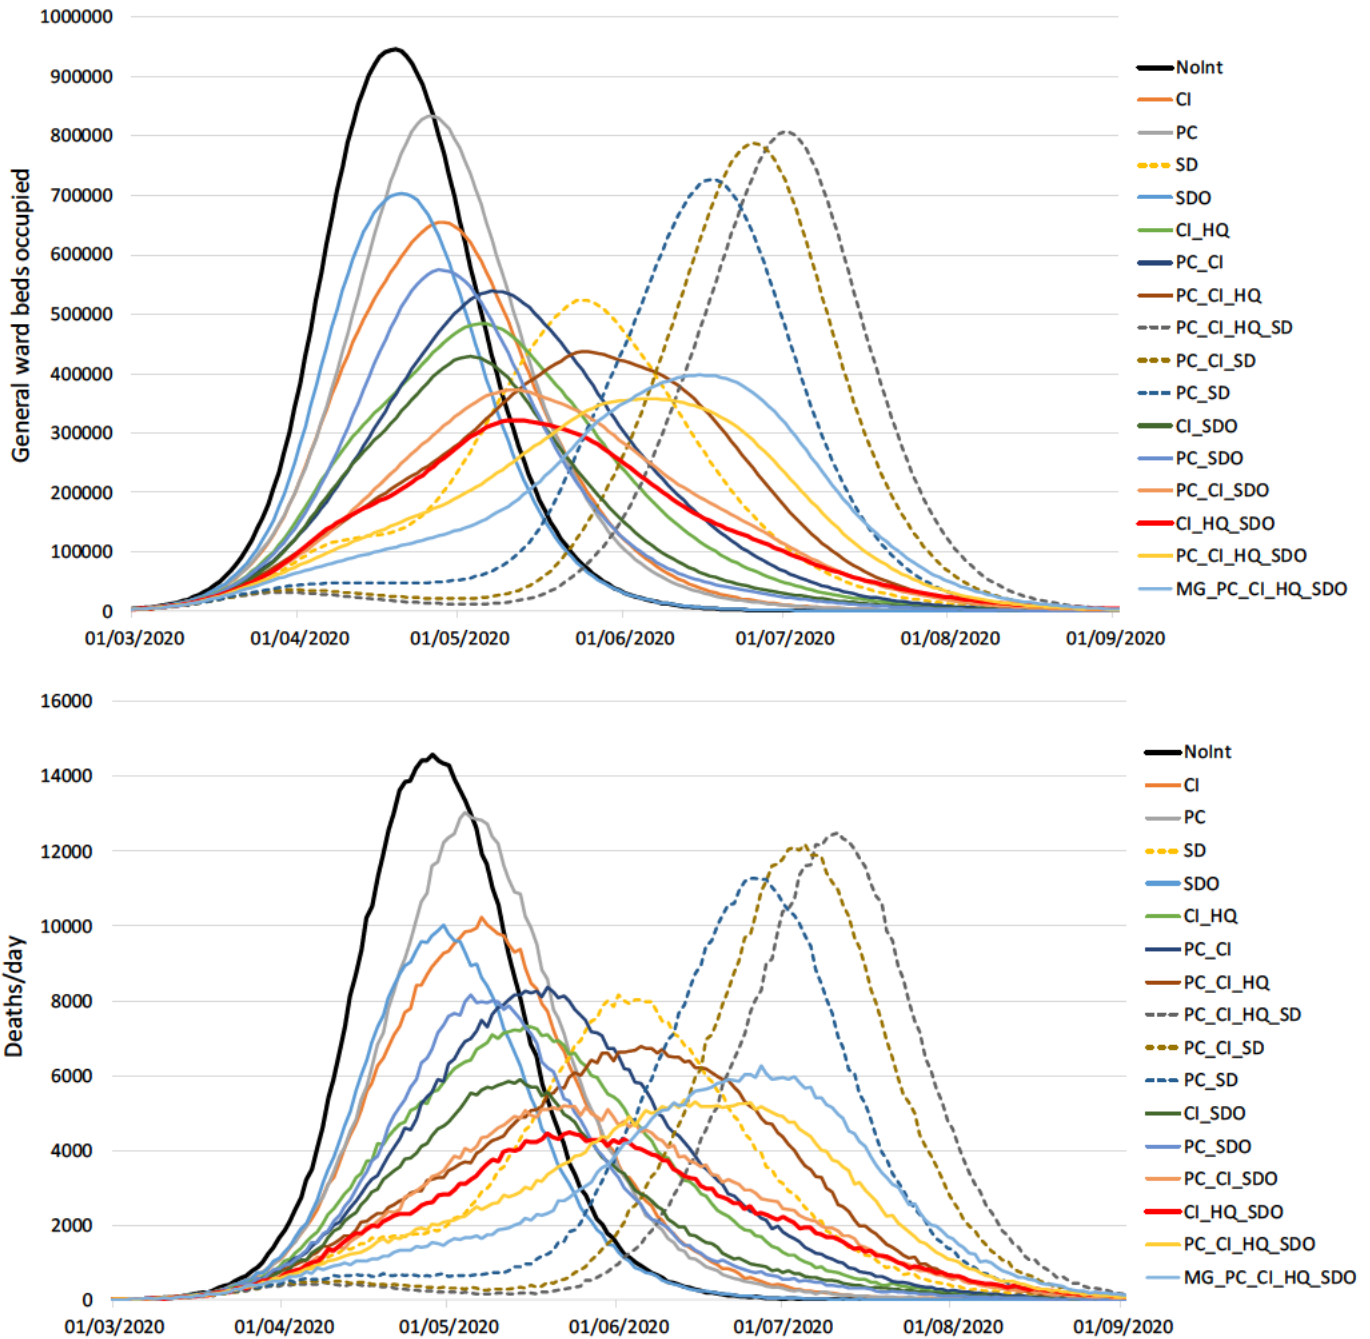 1000000
900000
800000
700000
600000
500000
400000
300000
200000
100000
0
General ward beds occupied
01/03/2020 01/04/2020 01/05/2020 01/06/2020 01/07/2020 01/08/2020 01/09/2020
NoInt
CI
PC
SD
SDO
CI_HQ
PC_CI
PC_CI_HQ
PC_CI_HQ_SD
PC_CI_SD
PC_SD
CI_SDO
PC_SDO
PC_CI_SDO
CI_HQ_SDO
PC_CI_HQ_SDO
MG_PC_CI_HQ_SDO
16000
14000
12000
10000
8000
6000
4000
2000
0
Deaths/day
01/03/2020 01/04/2020 01/05/2020 01/06/2020 01/07/2020 01/08/2020 01/09/2020
NoInt
CI
PC
SD
SDO
CI_HQ
PC_CI
PC_CI_HQ
PC_CI_HQ_SD
PC_CI_SD
PC_SD
CI_SDO
PC_SDO
PC_CI_SDO
CI_HQ_SDO
PC_CI_HQ_SDO
MG_PC_CI_HQ_SDO